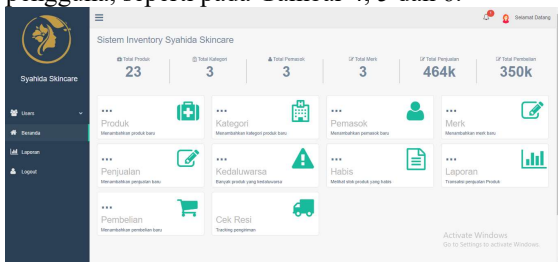 pengguna, seperti pada Gambar 4, 5 dan 6.
Selamat Datang
Sistem Inventory Syahida Skincare
Syahida Skincare
Total Produk
23
Total Kategori
3
Total Pemasok
3
Total Merk
3
Total Penjualan
464k
Total Pembelian
350k
Users
Beranda
Laporan
Logout
Produk
Menambahkan produk baru
Kategori
Menambahkan kategori produk baru
Pemasok
Menambahkan pemasok baru
Merk
Menambahkan merk baru
Penjualan
Menambahkan penjualan baru
Kedaluwarsa
Banyak produk yang kedaluwarsa
Habis
Melihat stok produk yang habis
Laporan
Transaksi penjualan Produk
Pembelian
Menambahkan pembelian baru
Cek Resi
Tracking pengiriman
Activate Windows
Go to Settings to activate Windows.